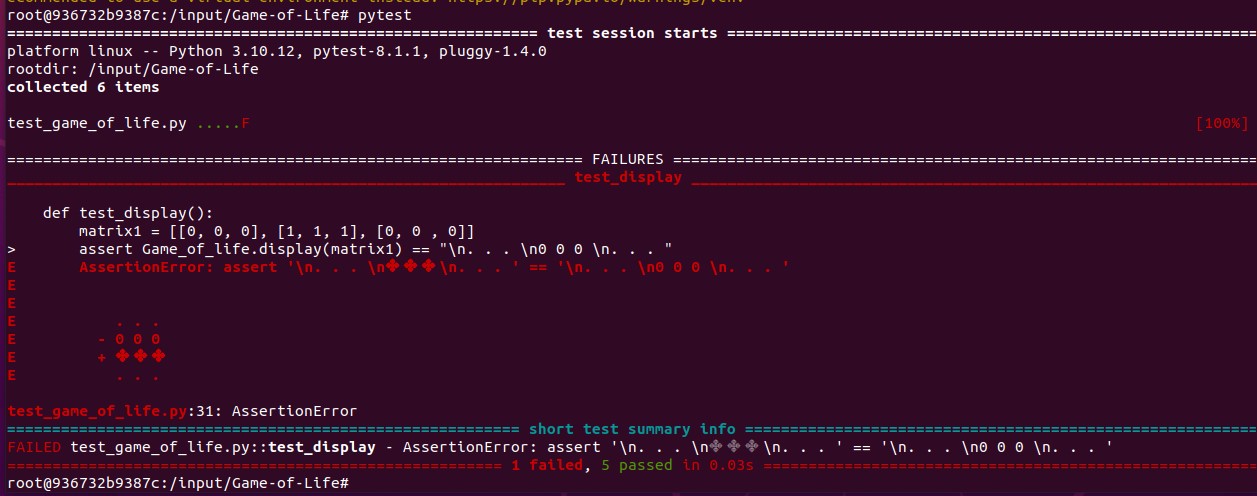 root@936732b9387c:/input/Game-of-Life# pytest
============================================================ test session starts ============================================================
platform linux -- Python 3.10.12, pytest-8.1.1, pluggy-1.4.0
rootdir: /input/Game-of-Life
collected 6 items
test_game_of_life.py .....F [100%]
================================================================ FAILURES ================================================================
______________________________________________________________ test_display ______________________________________________________________
def test_display():
matrix1 = [[0, 0, 0], [1, 1, 1], [0, 0 , 0]]
> assert Game_of_life.display(matrix1) == "\n. . . \n0 0 0 \n. . . "
E AssertionError: assert '\n. . . \n✤ ✤ ✤ \n. . . ' == '\n. . . \n0 0 0 \n. . . '
E
E
E . . .
E - 0 0 0
E + ✤ ✤ ✤
E . . .
test_game_of_life.py:31: AssertionError
============================================================ short test summary info ============================================================
FAILED test_game_of_life.py::test_display - AssertionError: assert '\n. . . \n✤ ✤ ✤ \n. . . ' == '\n. . . \n0 0 0 \n. . . '
======================================================= 1 failed, 5 passed in 0.03s =======================================================
root@936732b9387c:/input/Game-of-Life#